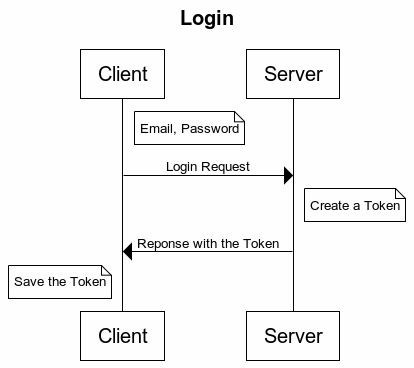 Login
Client
Server
Email, Password
Login Request
Create a Token
Reponse with the Token
Save the Token
Client
Server